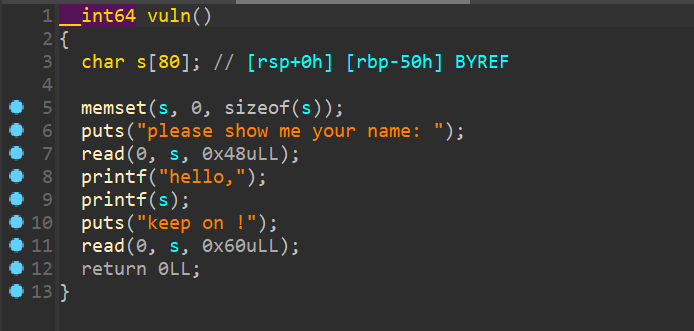 1 __int64 vuln()
2 {
3 char s[80]; // [rsp+0h] [rbp-50h] BYREF
4
5 memset(s, 0, sizeof(s));
6 puts("please show me your name: ");
7 read(0, s, 0x48uLL);
8 printf("hello,");
9 printf(s);
10 puts("keep on !");
11 read(0, s, 0x60uLL);
12 return 0LL;
13 }